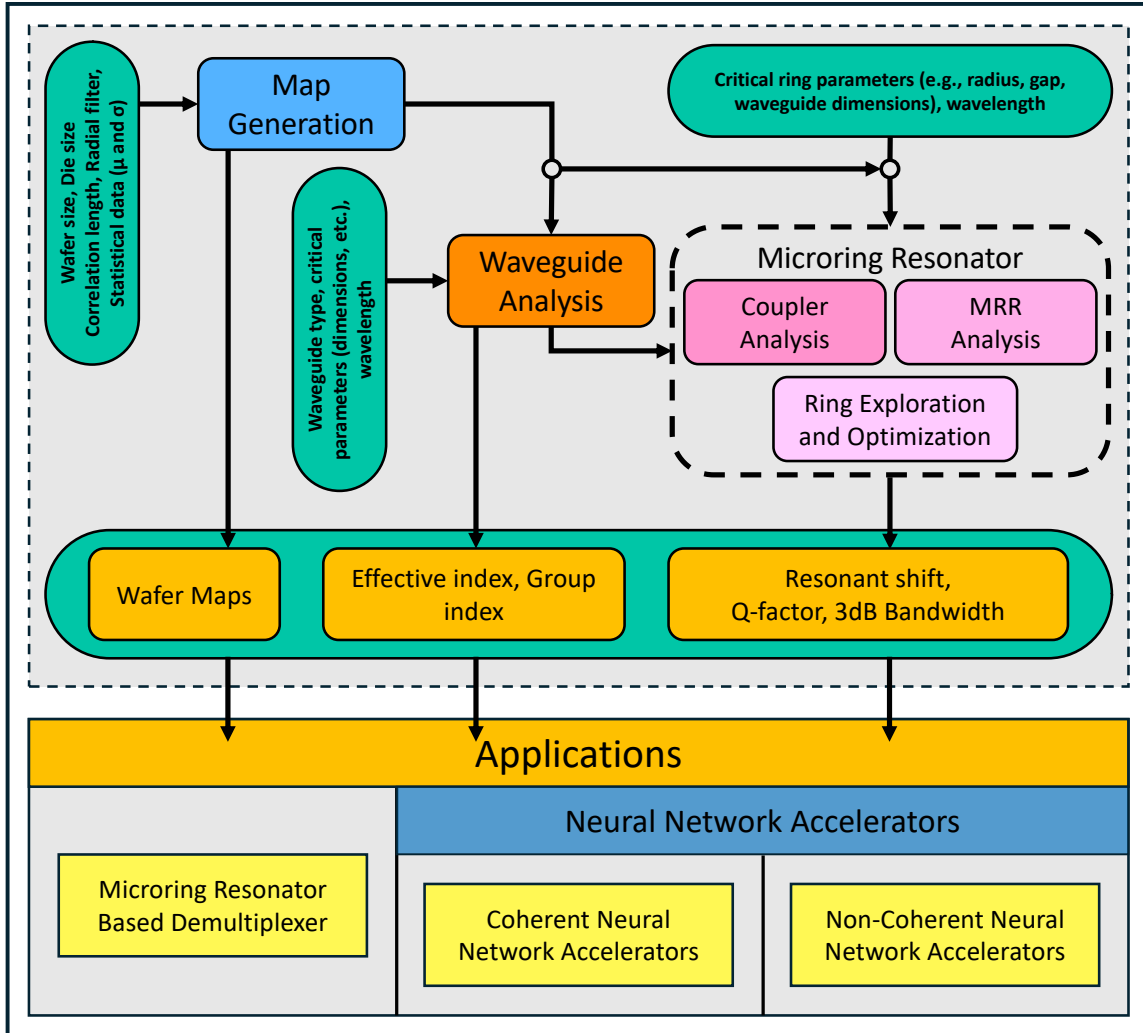 Wafer size, Die size
Correlation length, Radial filter,
Statistical data (μ and σ)
Map
Generation
Critical ring parameters (e.g., radius, gap,
waveguide dimensions), wavelength
Waveguide type, critical
parameters (dimensions, etc.),
wavelength
Waveguide
Analysis
Microring Resonator
Coupler
Analysis
MRR
Analysis
Ring Exploration
and Optimization
Wafer Maps
Effective index, Group
index
Resonant shift,
Q-factor, 3dB Bandwidth
Applications
Neural Network Accelerators
Microring Resonator
Based Demultiplexer
Coherent Neural
Network Accelerators
Non-Coherent Neural
Network Accelerators